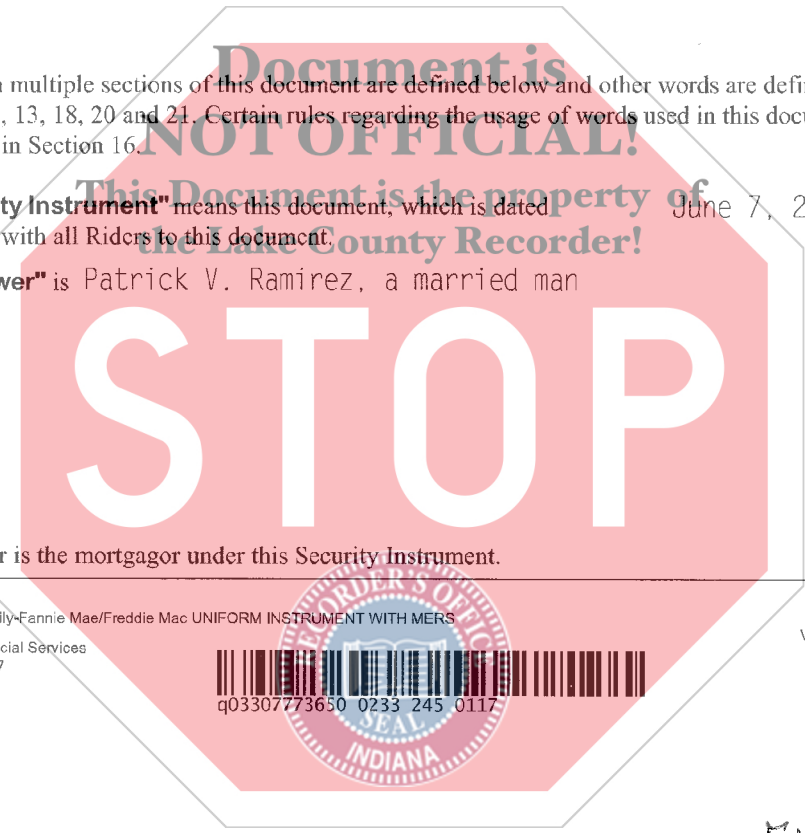 Document is
multiple sections of this document are defined below and other words are defin
, 13, 18, 20 and 21. Certain rules regarding the usage of words used in this docu
in Section 16.
NOT OFFICIAL!
This Document is the property of
ty Instrument" means this document, which is dated June 7, 2
with all Riders to this document.
the Lake County Recorder!
wer" is Patrick V. Ramirez, a married man
STOP
r is the mortgagor under this Security Instrument.
ily-Fannie Mae/Freddie Mac UNIFORM INSTRUMENT WITH MERS
cial Services
7
q03307773650 0233 245 0117
RECORDER'S OFFICE
SEAL
INDIANA